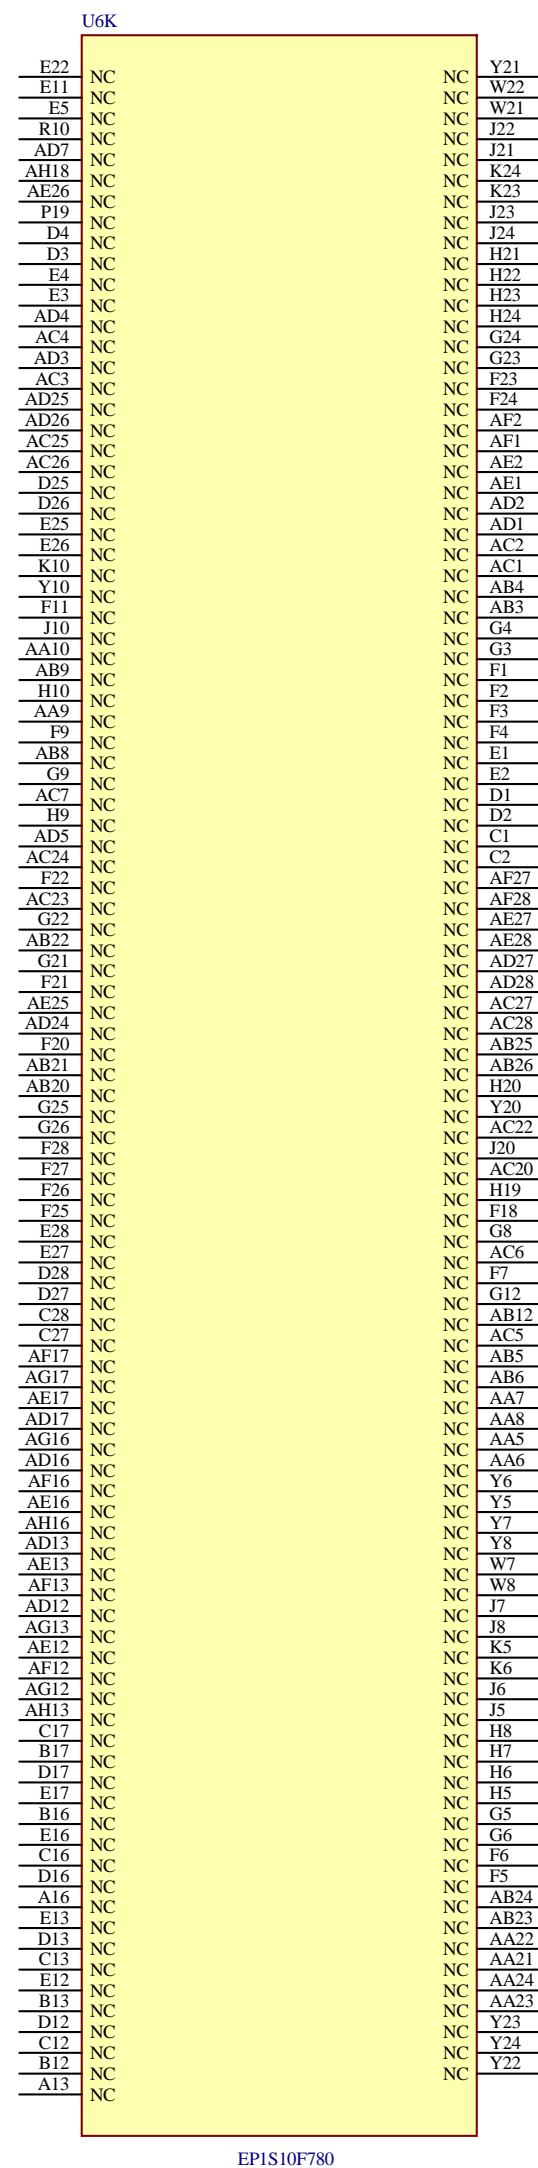 U6K
E22 NC NC Y21
E11 NC NC W22
E5 NC NC W21
R10 NC NC J22
AD7 NC NC J21
AH18 NC NC K24
AE26 NC NC K23
P19 NC NC J23
D4 NC NC J24
D3 NC NC H21
E4 NC NC H22
E3 NC NC H23
AD4 NC NC H24
AC4 NC NC G24
AD3 NC NC G23
AC3 NC NC F23
AD25 NC NC F24
AD26 NC NC AF2
AC25 NC NC AF1
AC26 NC NC AE2
D25 NC NC AE1
D26 NC NC AD2
E25 NC NC AD1
E26 NC NC AC2
K10 NC NC AC1
Y10 NC NC AB4
F11 NC NC AB3
J10 NC NC G4
AA10 NC NC G3
AB9 NC NC F1
H10 NC NC F2
AA9 NC NC F3
F9 NC NC F4
AB8 NC NC E1
G9 NC NC E2
AC7 NC NC D1
H9 NC NC D2
AD5 NC NC C1
AC24 NC NC C2
F22 NC NC AF27
AC23 NC NC AF28
G22 NC NC AE27
AB22 NC NC AE28
G21 NC NC AD27
F21 NC NC AD28
AE25 NC NC AC27
AD24 NC NC AC28
F20 NC NC AB25
AB21 NC NC AB26
AB20 NC NC H20
G25 NC NC Y20
G26 NC NC AC22
F28 NC NC J20
F27 NC NC AC20
F26 NC NC H19
F25 NC NC F18
E28 NC NC G8
E27 NC NC AC6
D28 NC NC F7
D27 NC NC G12
C28 NC NC AB12
C27 NC NC AC5
AF17 NC NC AB5
AG17 NC NC AB6
AE17 NC NC AA7
AD17 NC NC AA8
AG16 NC NC AA5
AD16 NC NC AA6
AF16 NC NC Y6
AE16 NC NC Y5
AH16 NC NC Y7
AD13 NC NC Y8
AE13 NC NC W7
AF13 NC NC W8
AD12 NC NC J7
AG13 NC NC J8
AE12 NC NC K5
AF12 NC NC K6
AG12 NC NC J6
AH13 NC NC J5
C17 NC NC H8
B17 NC NC H7
D17 NC NC H6
E17 NC NC H5
B16 NC NC G5
E16 NC NC G6
C16 NC NC F6
D16 NC NC F5
A16 NC NC AB24
E13 NC NC AB23
D13 NC NC AA22
C13 NC NC AA21
E12 NC NC AA24
B13 NC NC AA23
D12 NC NC Y23
C12 NC NC Y24
B12 NC NC Y22
A13 NC
EP1S10F780